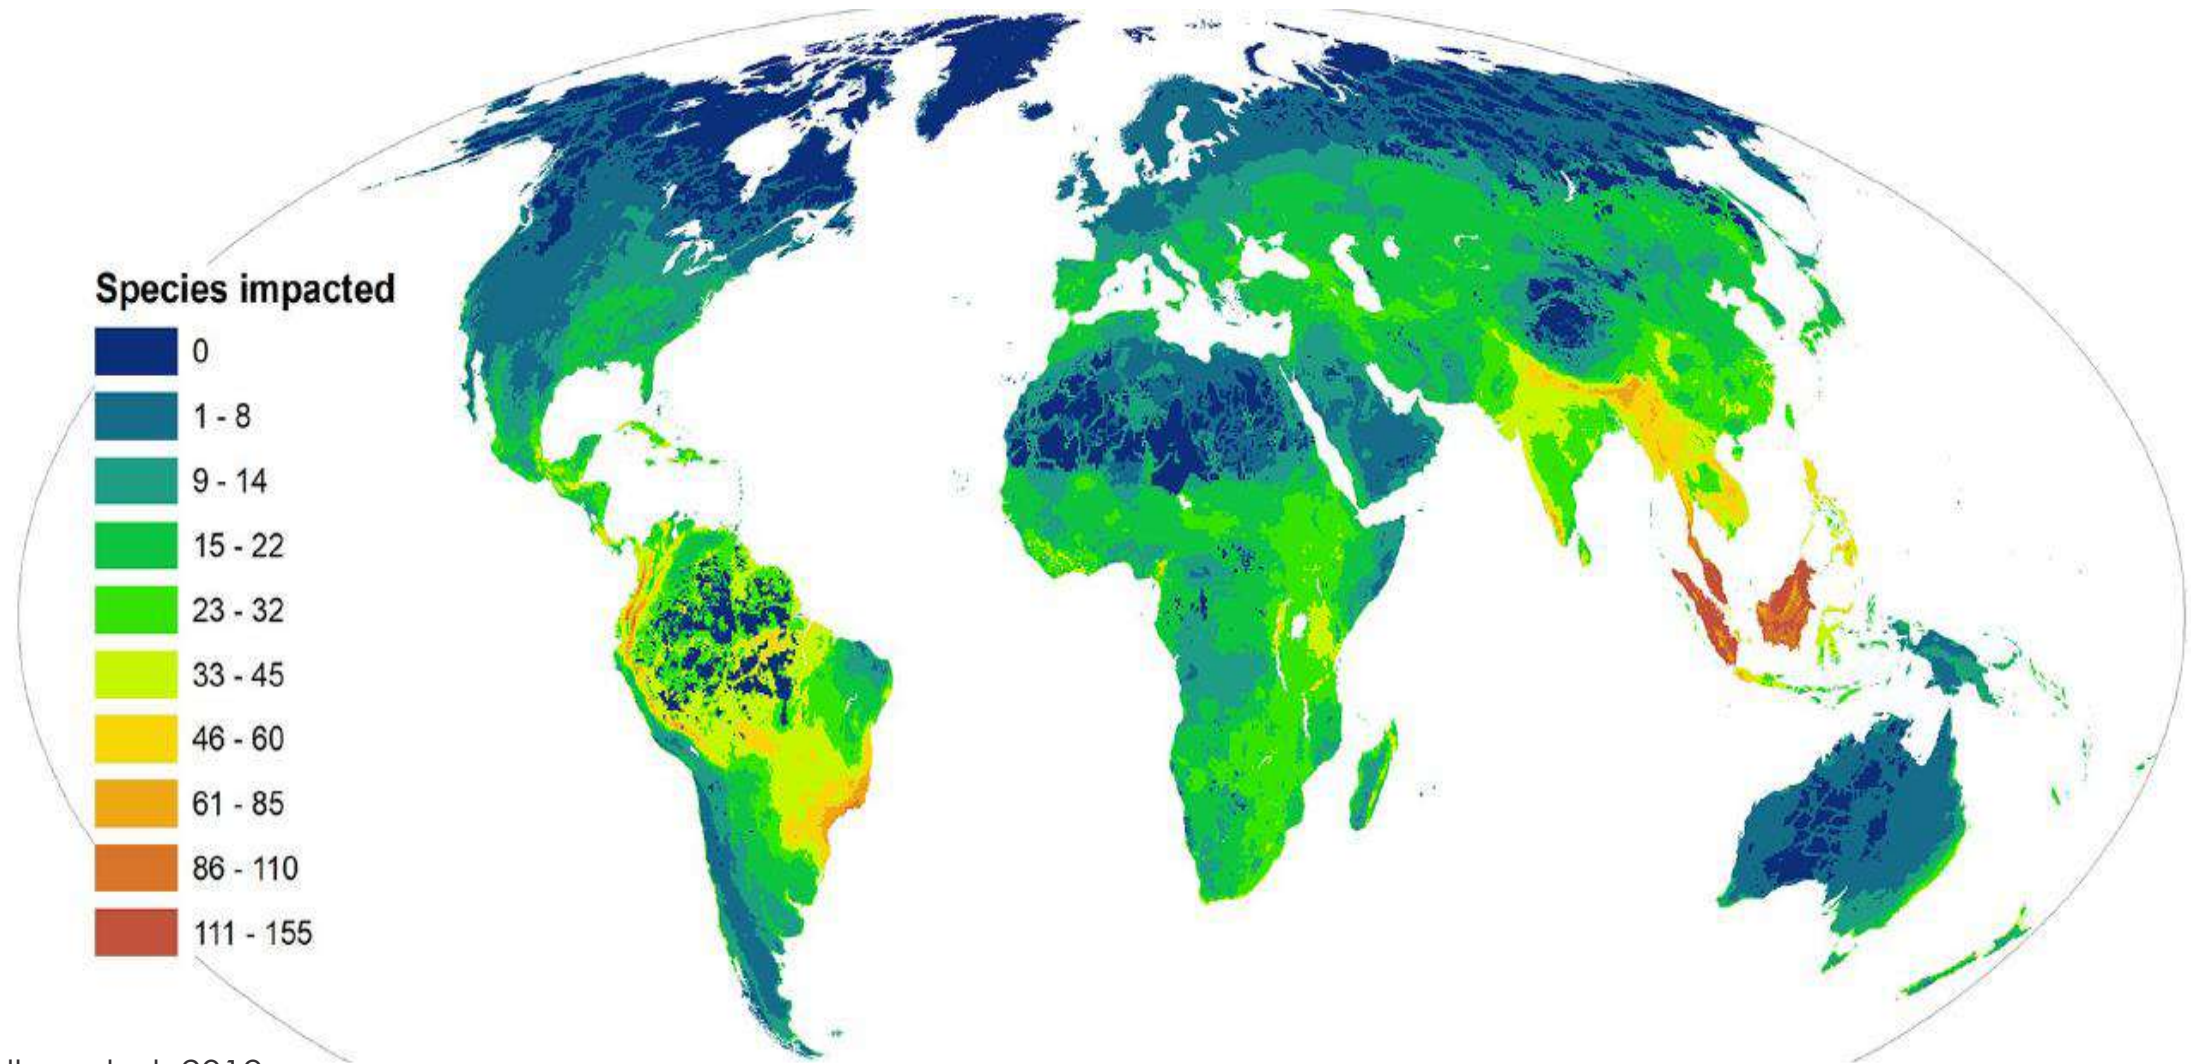 Species impacted
0
1 - 8
9 - 14
15 - 22
23 - 32
33 - 45
46 - 60
61 - 85
86 - 110
111 - 155